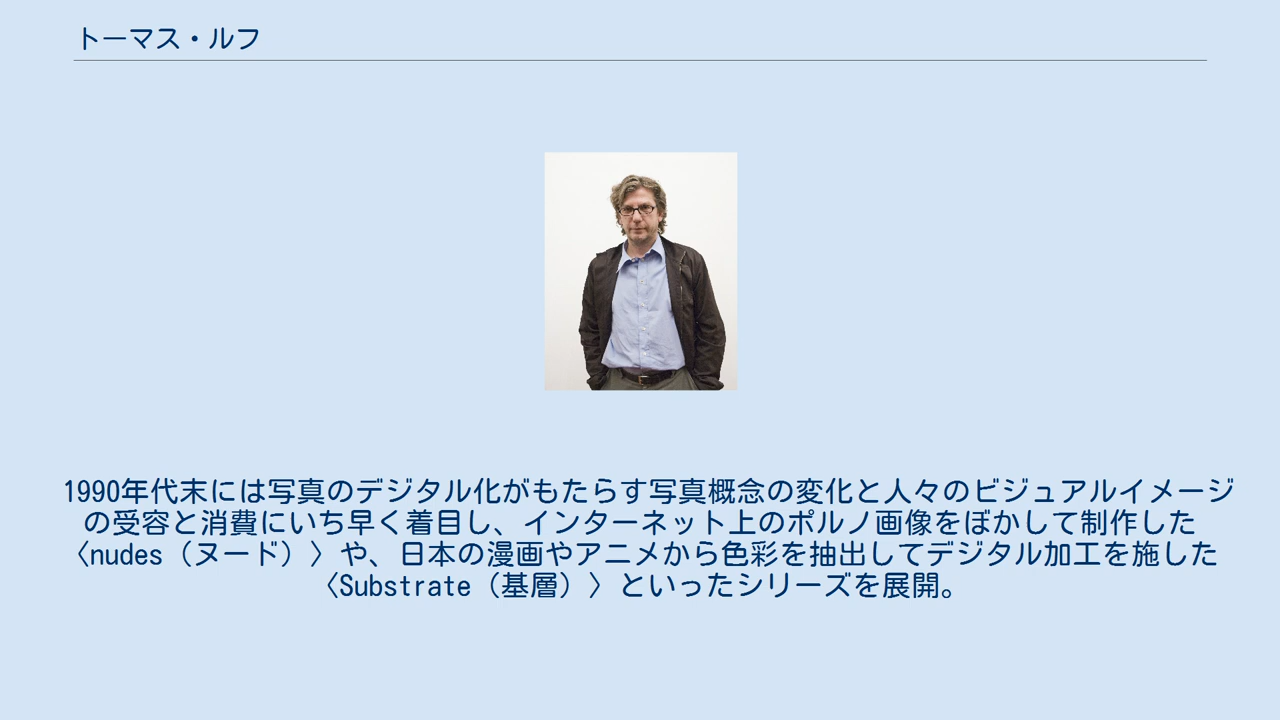 トーマス・ルフ
1990年代末には写真のデジタル化がもたらす写真概念の変化と人々のビジュアルイメージ
の受容と消費にいち早く着目し、インターネット上のポルノ画像をぼかして制作した
〈nudes（ヌード）〉や、日本の漫画やアニメから色彩を抽出してデジタル加工を施した
〈Substrate（基層）〉といったシリーズを展開。